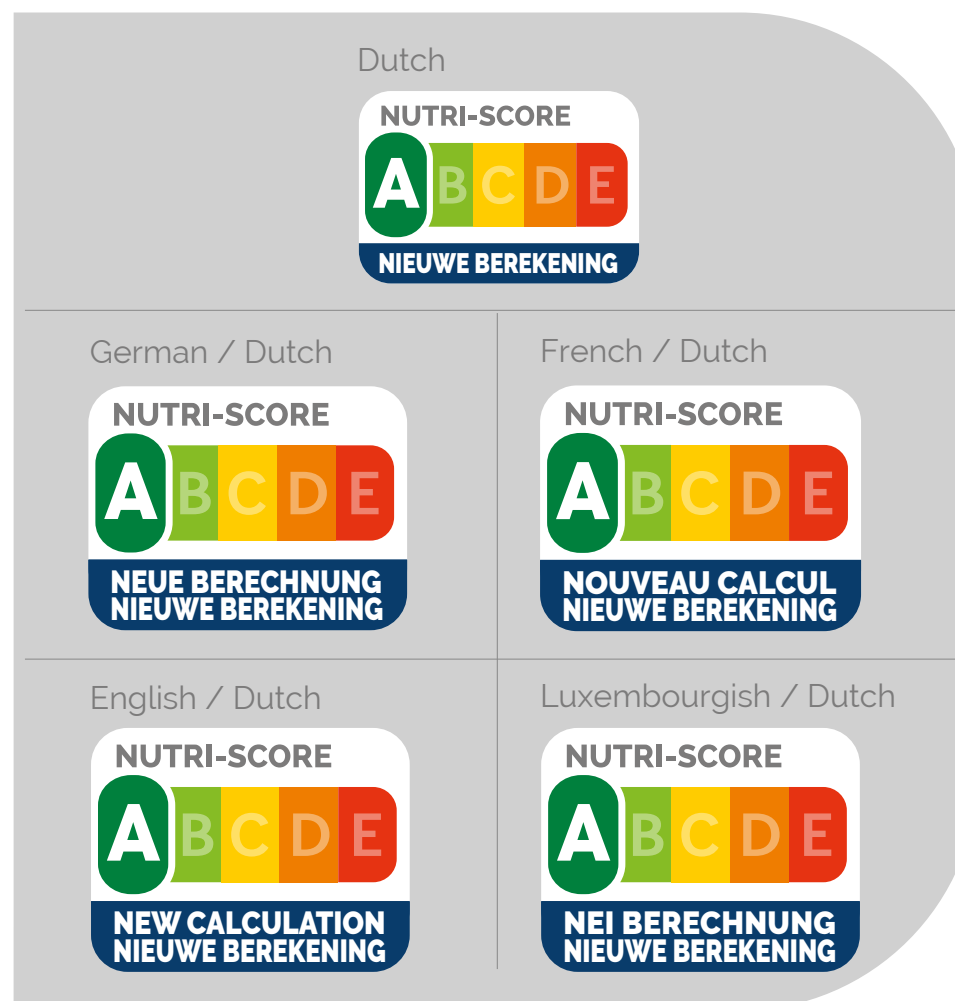 Dutch
NUTRI-SCORE
A B C D E
NIEUWE BEREKENING
German / Dutch
NUTRI-SCORE
A B C D E
NEUE BERECHNUNG
NIEUWE BEREKENING
French / Dutch
NUTRI-SCORE
A B C D E
NOUVEAU CALCUL
NIEUWE BEREKENING
English / Dutch
NUTRI-SCORE
A B C D E
NEW CALCULATION
NIEUWE BEREKENING
Luxembourgish / Dutch
NUTRI-SCORE
A B C D E
NEI BERECHNUNG
NIEUWE BEREKENING